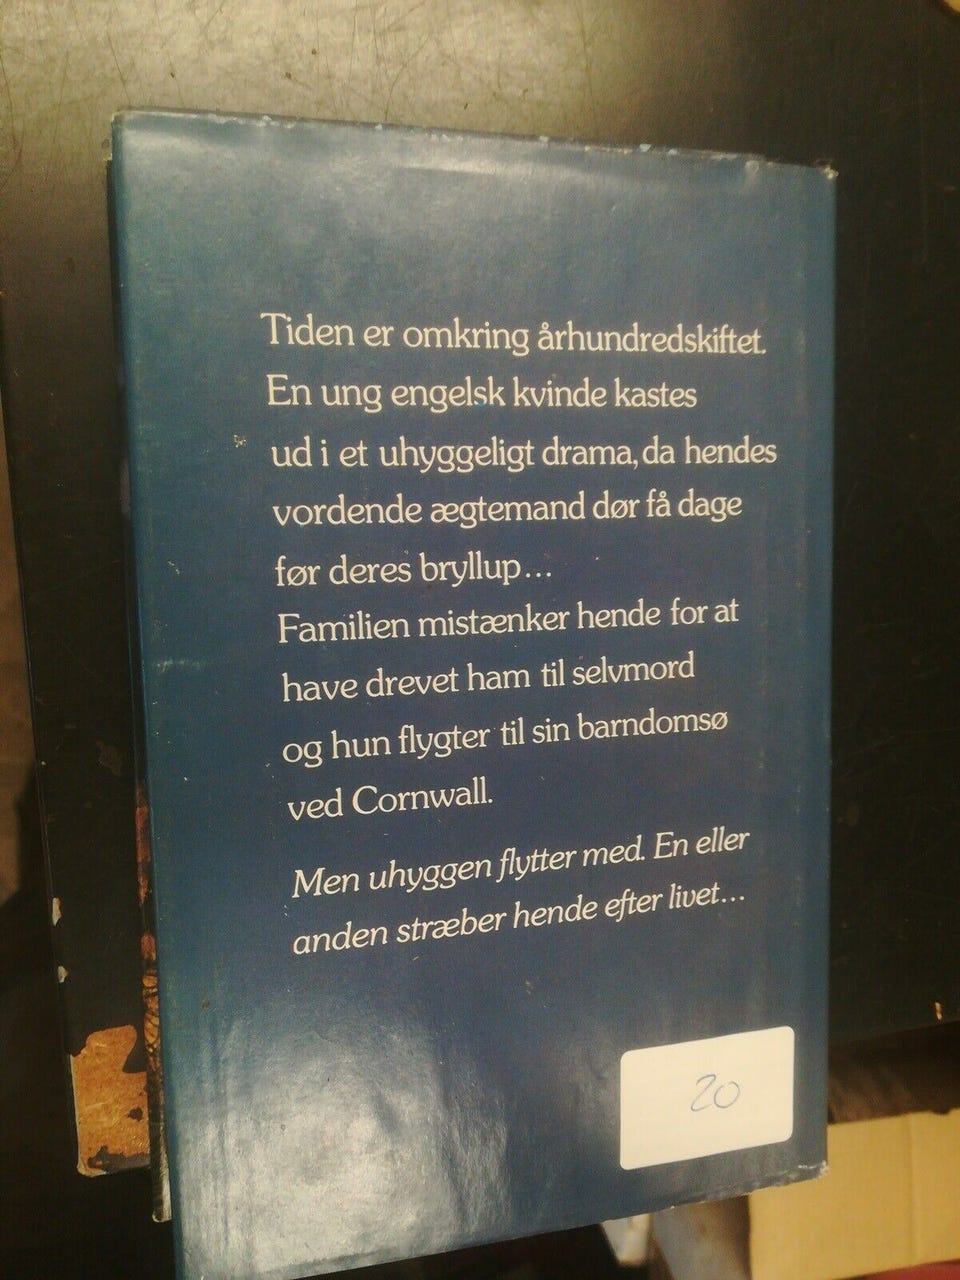 Tiden er omkring århundredskiftet.
En ung engelsk kvinde kastes
ud i et uhyggeligt drama, da hendes
vordende ægtemand dør få dage
før deres bryllup...
Familien mistænker hende for at
have drevet ham til selvmord
og hun flygter til sin barndomsø
ved Cornwall.
Men uhyggen flytter med. En eller
anden stræber hende efter livet...
20